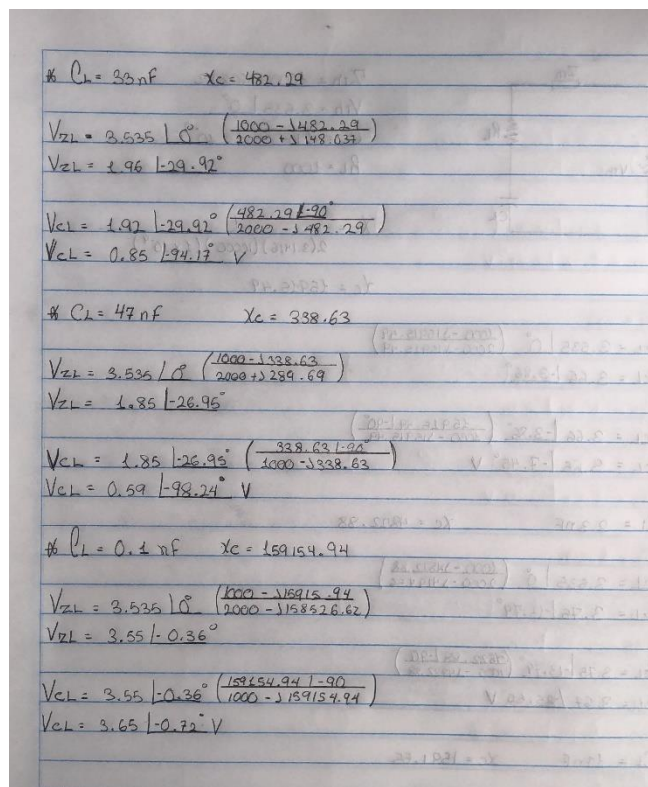 * CL = 33nF XC = 482.29
VZL = 3.535 |0° (1000 - J482.29 / 2000 + J148.037)
VZL = 1.96 |-29.92°
VCL = 1.92 |-29.92° (482.29 |-90° / 2000 - J482.29)
VCL = 0.85 |-94.17° V
* CL = 47nF XC = 338.63
VZL = 3.535 |0° (1000 - J338.63 / 2000 + J289.69)
VZL = 1.85 |-26.95°
VCL = 1.85 |-26.95° (338.63 |-90° / 1000 - J338.63)
VCL = 0.59 |-98.24° V
* CL = 0.1 nF XC = 159154.94
VZL = 3.535 |0° (1000 - J15915.94 / 2000 - J158526.62)
VZL = 3.55 |-0.36°
VCL = 3.55 |-0.36° (159154.94 |-90 / 1000 - J159154.94)
VCL = 3.65 |-0.72° V